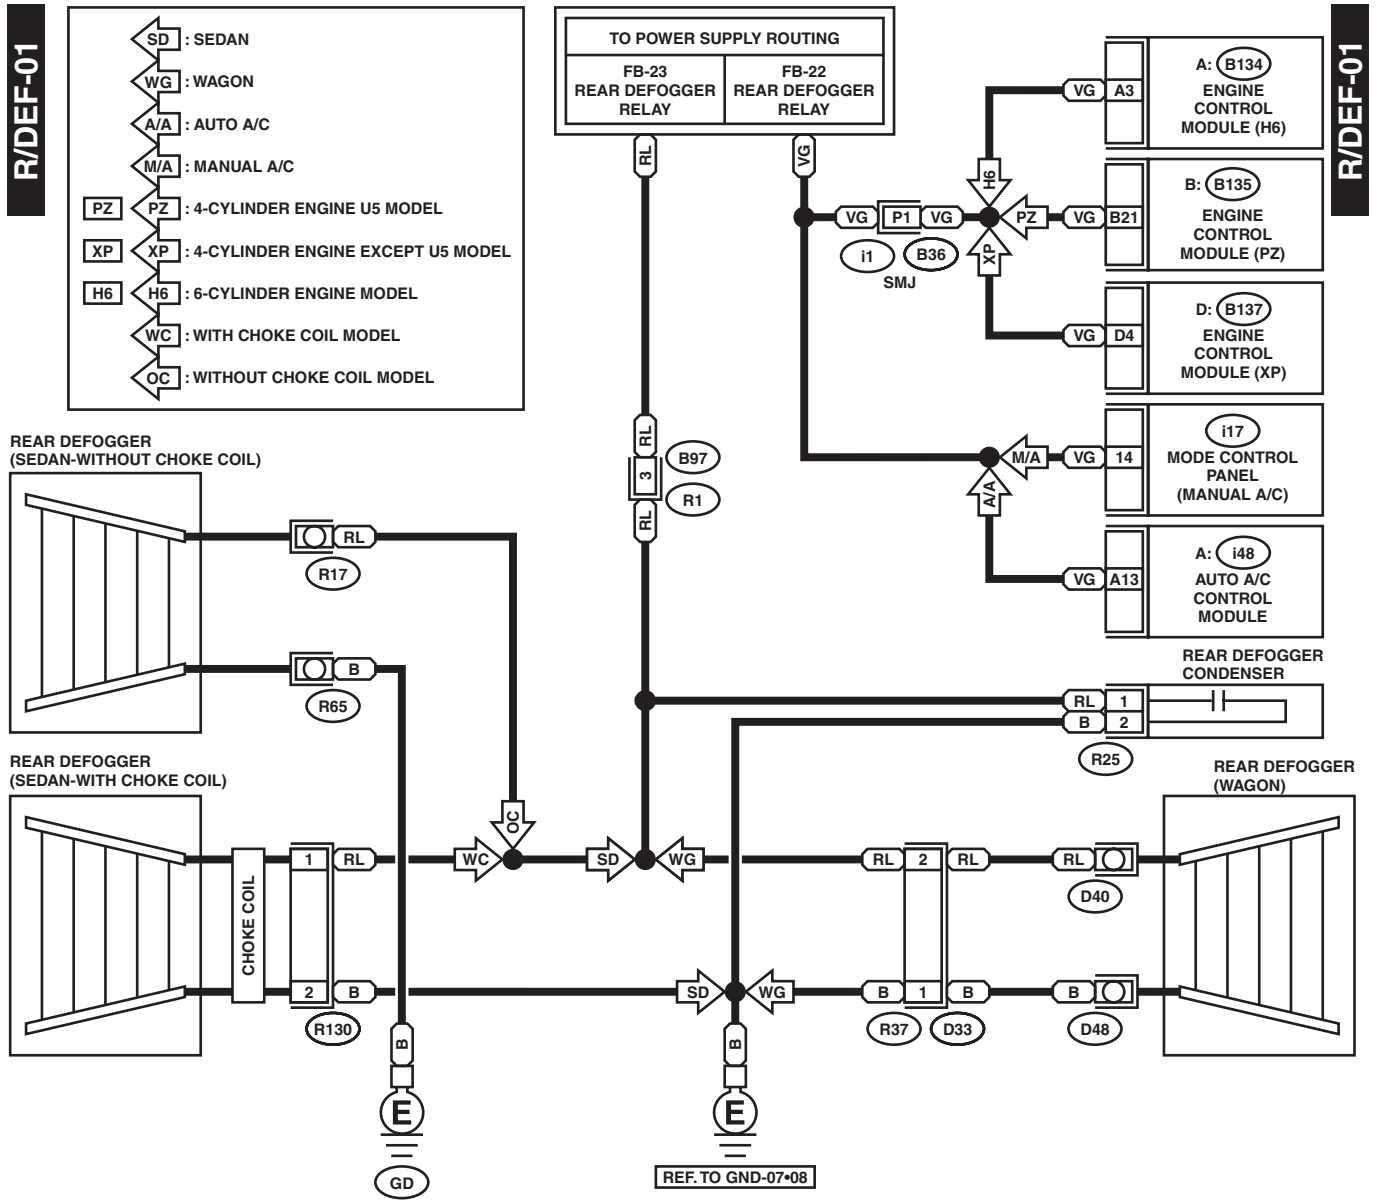 R/DEF-01
R/DEF-01
SD : SEDAN
WG : WAGON
A/A : AUTO A/C
M/A : MANUAL A/C
PZ PZ : 4-CYLINDER ENGINE U5 MODEL
XP XP : 4-CYLINDER ENGINE EXCEPT U5 MODEL
H6 H6 : 6-CYLINDER ENGINE MODEL
WC : WITH CHOKE COIL MODEL
OC : WITHOUT CHOKE COIL MODEL
TO POWER SUPPLY ROUTING
FB-23
REAR DEFOGGER
RELAY
FB-22
REAR DEFOGGER
RELAY
RL
VG
VG P1 VG
i1 B36
SMJ
H6
PZ
XP
VG A3
A: B134
ENGINE
CONTROL
MODULE (H6)
VG B21
B: B135
ENGINE
CONTROL
MODULE (PZ)
VG D4
D: B137
ENGINE
CONTROL
MODULE (XP)
M/A
A/A
VG 14
i17
MODE CONTROL
PANEL
(MANUAL A/C)
VG A13
A: i48
AUTO A/C
CONTROL
MODULE
RL
3
RL
B97
R1
REAR DEFOGGER
(SEDAN-WITHOUT CHOKE COIL)
RL
R17
B
R65
REAR DEFOGGER
CONDENSER
RL 1
B 2
R25
REAR DEFOGGER
(SEDAN-WITH CHOKE COIL)
CHOKE COIL
1 RL
2 B
R130
OC
WC
SD
WG
SD
WG
RL 2 RL
B 1 B
R37 D33
RL
D40
B
D48
REAR DEFOGGER
(WAGON)
B
E
GD
B
E
REF. TO GND-07•08